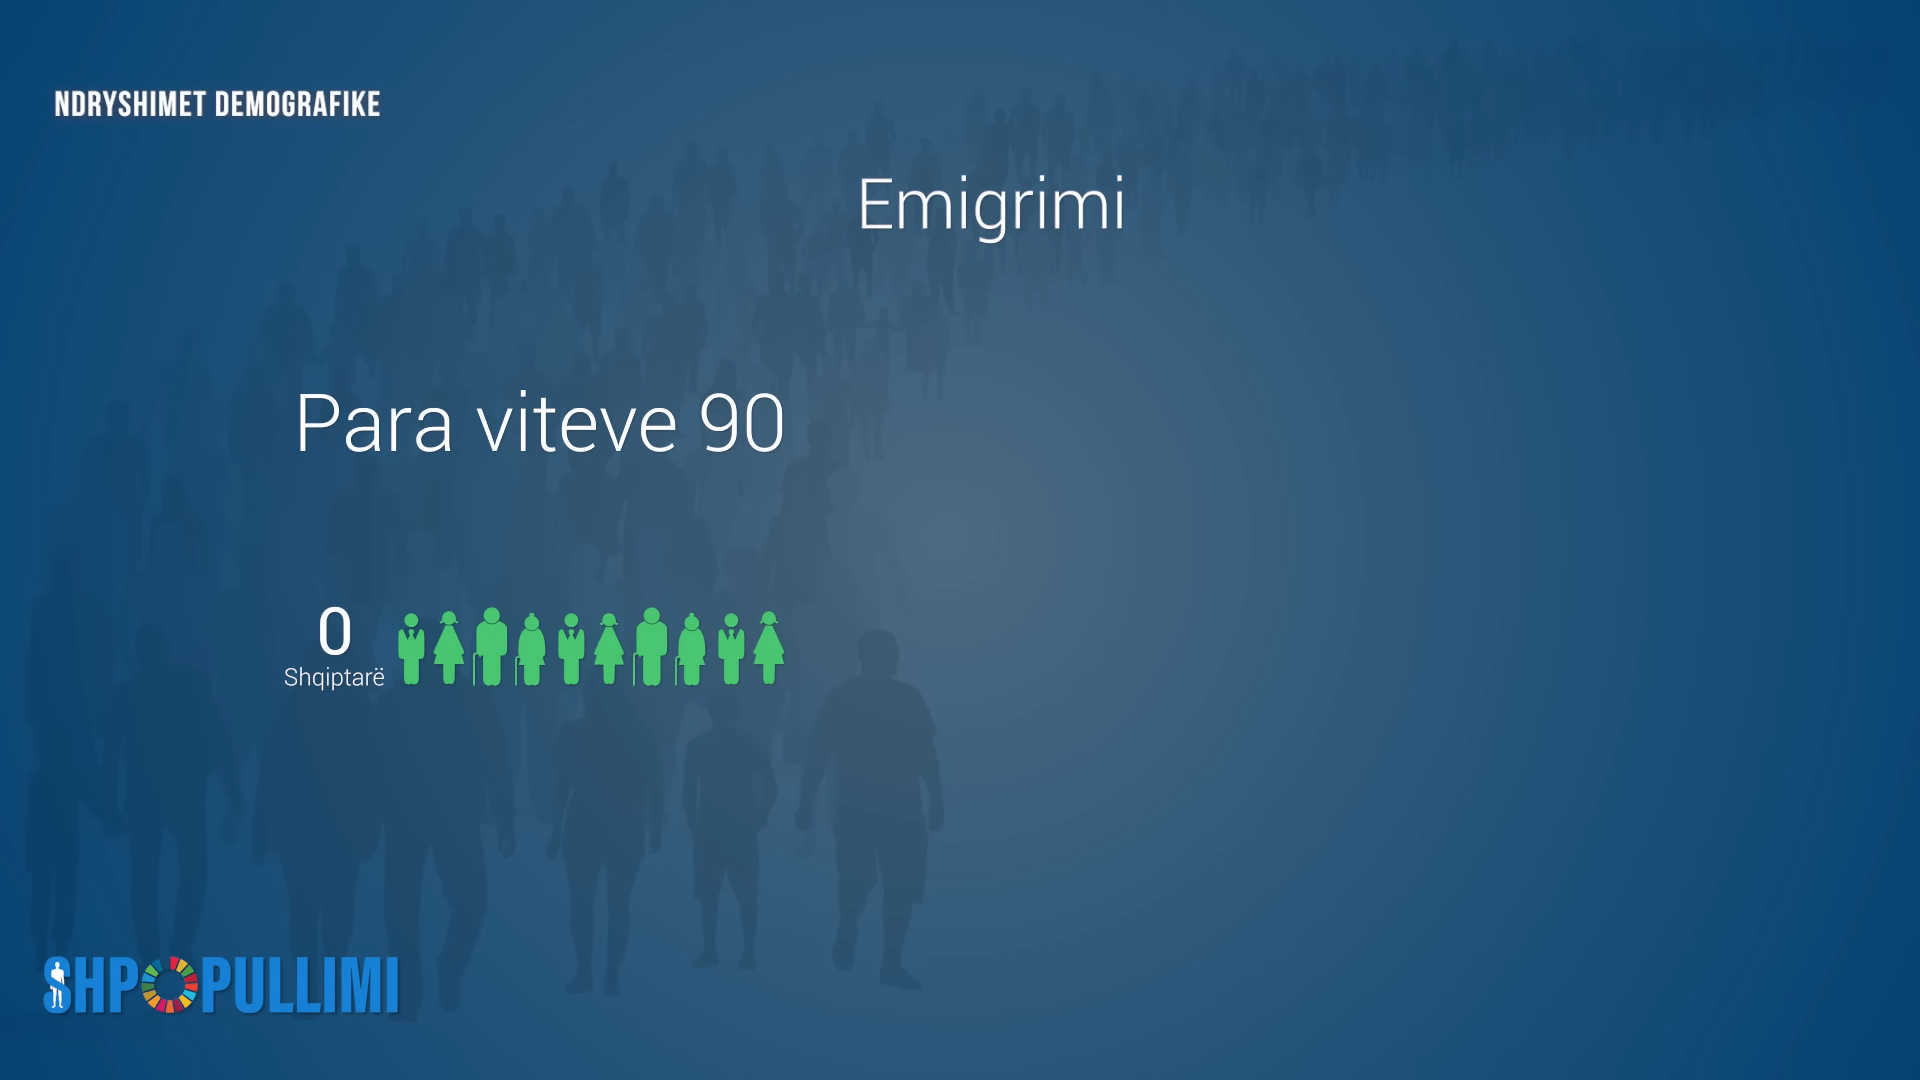 NDRYSHIMET DEMOGRAFIKE
Emigrimi
Para viteve 90
0
Shqiptarë
SHPOPULLIMI